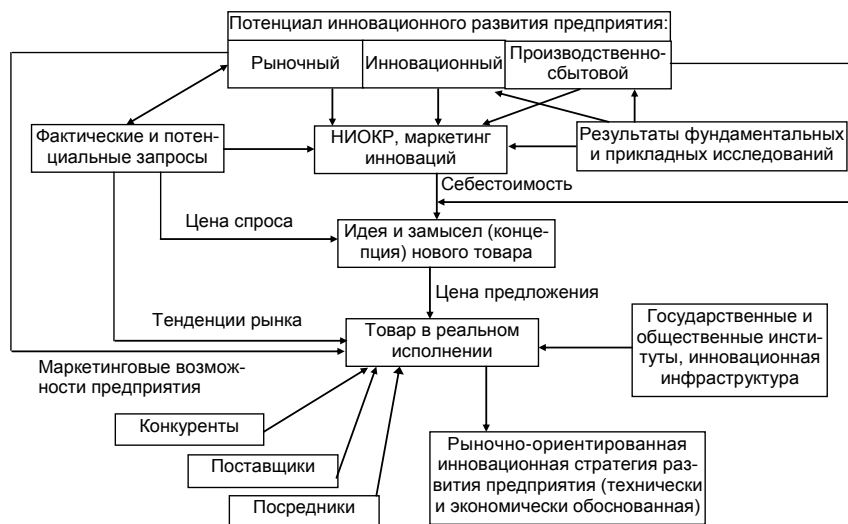 Потенциал инновационного развития предприятия:
Рыночный
Инновационный
Производственно-
сбытовой
Фактические и потен-
циальные запросы
НИОКР, маркетинг
инноваций
Результаты фундаментальных
и прикладных исследований
Себестоимость
Цена спроса
Идея и замысел (конце-
пция) нового товара
Цена предложения
Тенденции рынка
Товар в реальном
исполнении
Государственные и
общественные инсти-
туты, инновационная
инфраструктура
Маркетинговые возмож-
ности предприятия
Конкуренты
Поставщики
Посредники
Рыночно-ориентированная
инновационная стратегия раз-
вития предприятия (технически
и экономически обоснованная)